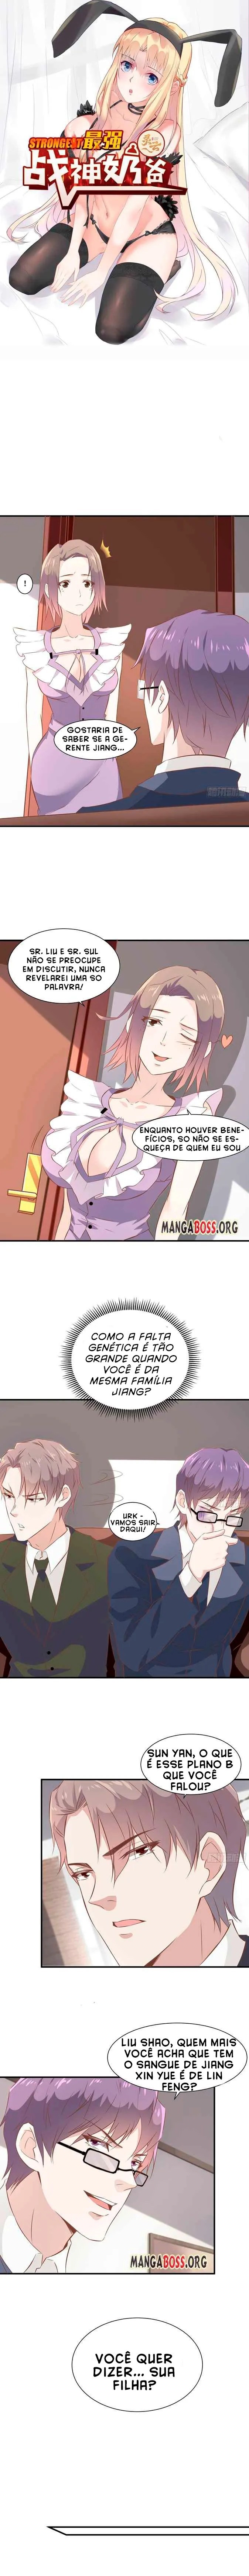 STRONGEST 最强
战神奶爸
!
GOSTARIA DE
SABER SE A GE-
RENTE JIANG...
SR. LIU E SR. SUL
NÃO SE PREOCUPE
EM DISCUTIR, NUNCA
REVELAREI UMA SO
PALAVRA!
ENQUANTO HOUVER BENE-
FÍCIOS, SO NÃO SE ES-
QUEÇA DE QUEM EU SOU
MANGABOSS.ORG
COMO A FALTA
GENÉTICA É TÃO
GRANDE QUANDO
VOCÊ É DA
MESMA FAMÍLIA
JIANG?
URK -
VAMOS SAIR
DAQUI!
SUN YAN, O QUE
É ESSE PLANO B
QUE VOCÊ
FALOU?
LIU SHAO, QUEM MAIS
VOCÊ ACHA QUE TEM
O SANGUE DE JIANG
XIN YUE É DE LIN
FENG?
MANGABOSS.ORG
VOCÊ QUER
DIZER... SUA
FILHA?